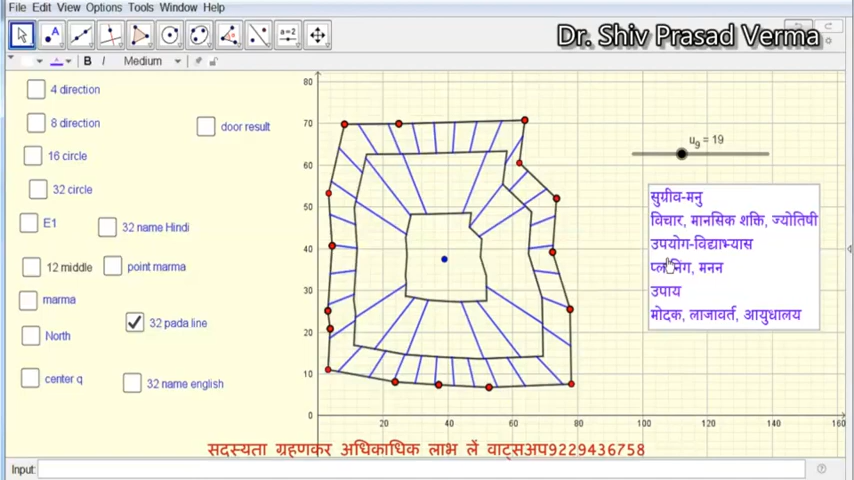 File Edit View Options Tools Window Help
a=2
Dr. Shiv Prasad Verma
B I Medium
4 direction
8 direction
door result
16 circle
32 circle
E1
32 name Hindi
12 middle
point marma
marma
32 pada line
North
center q
32 name english
80
70
60
50
40
30
20
10
0
20
40
60
80
100
120
140
160
u9 = 19
सुग्रीव-मनु
विचार, मानसिक शक्ति, ज्योतिषी
उपयोग-विद्याभ्यास
प्लानिंग, मनन
उपाय
मोदक, लाजावर्त, आयुधालय
सदस्यता ग्रहणकर अधिकाधिक लाभ लें वाट्सअप9229436758
Input: